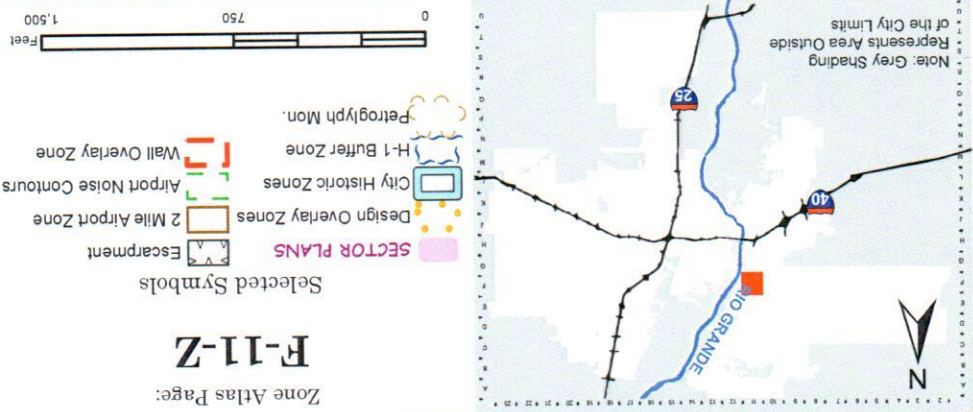 N
RIO GRANDE
40
25
Note: Grey Shading
Represents Area Outside
of the City Limits
Zone Atlas Page:
F-11-Z
Selected Symbols
SECTOR PLANS
Design Overlay Zones
City Historic Zones
H-1 Buffer Zone
Petroglyph Mon.
Escarpment
2 Mile Airport Zone
Airport Noise Contours
Wall Overlay Zone
Feet
0 750 1,500